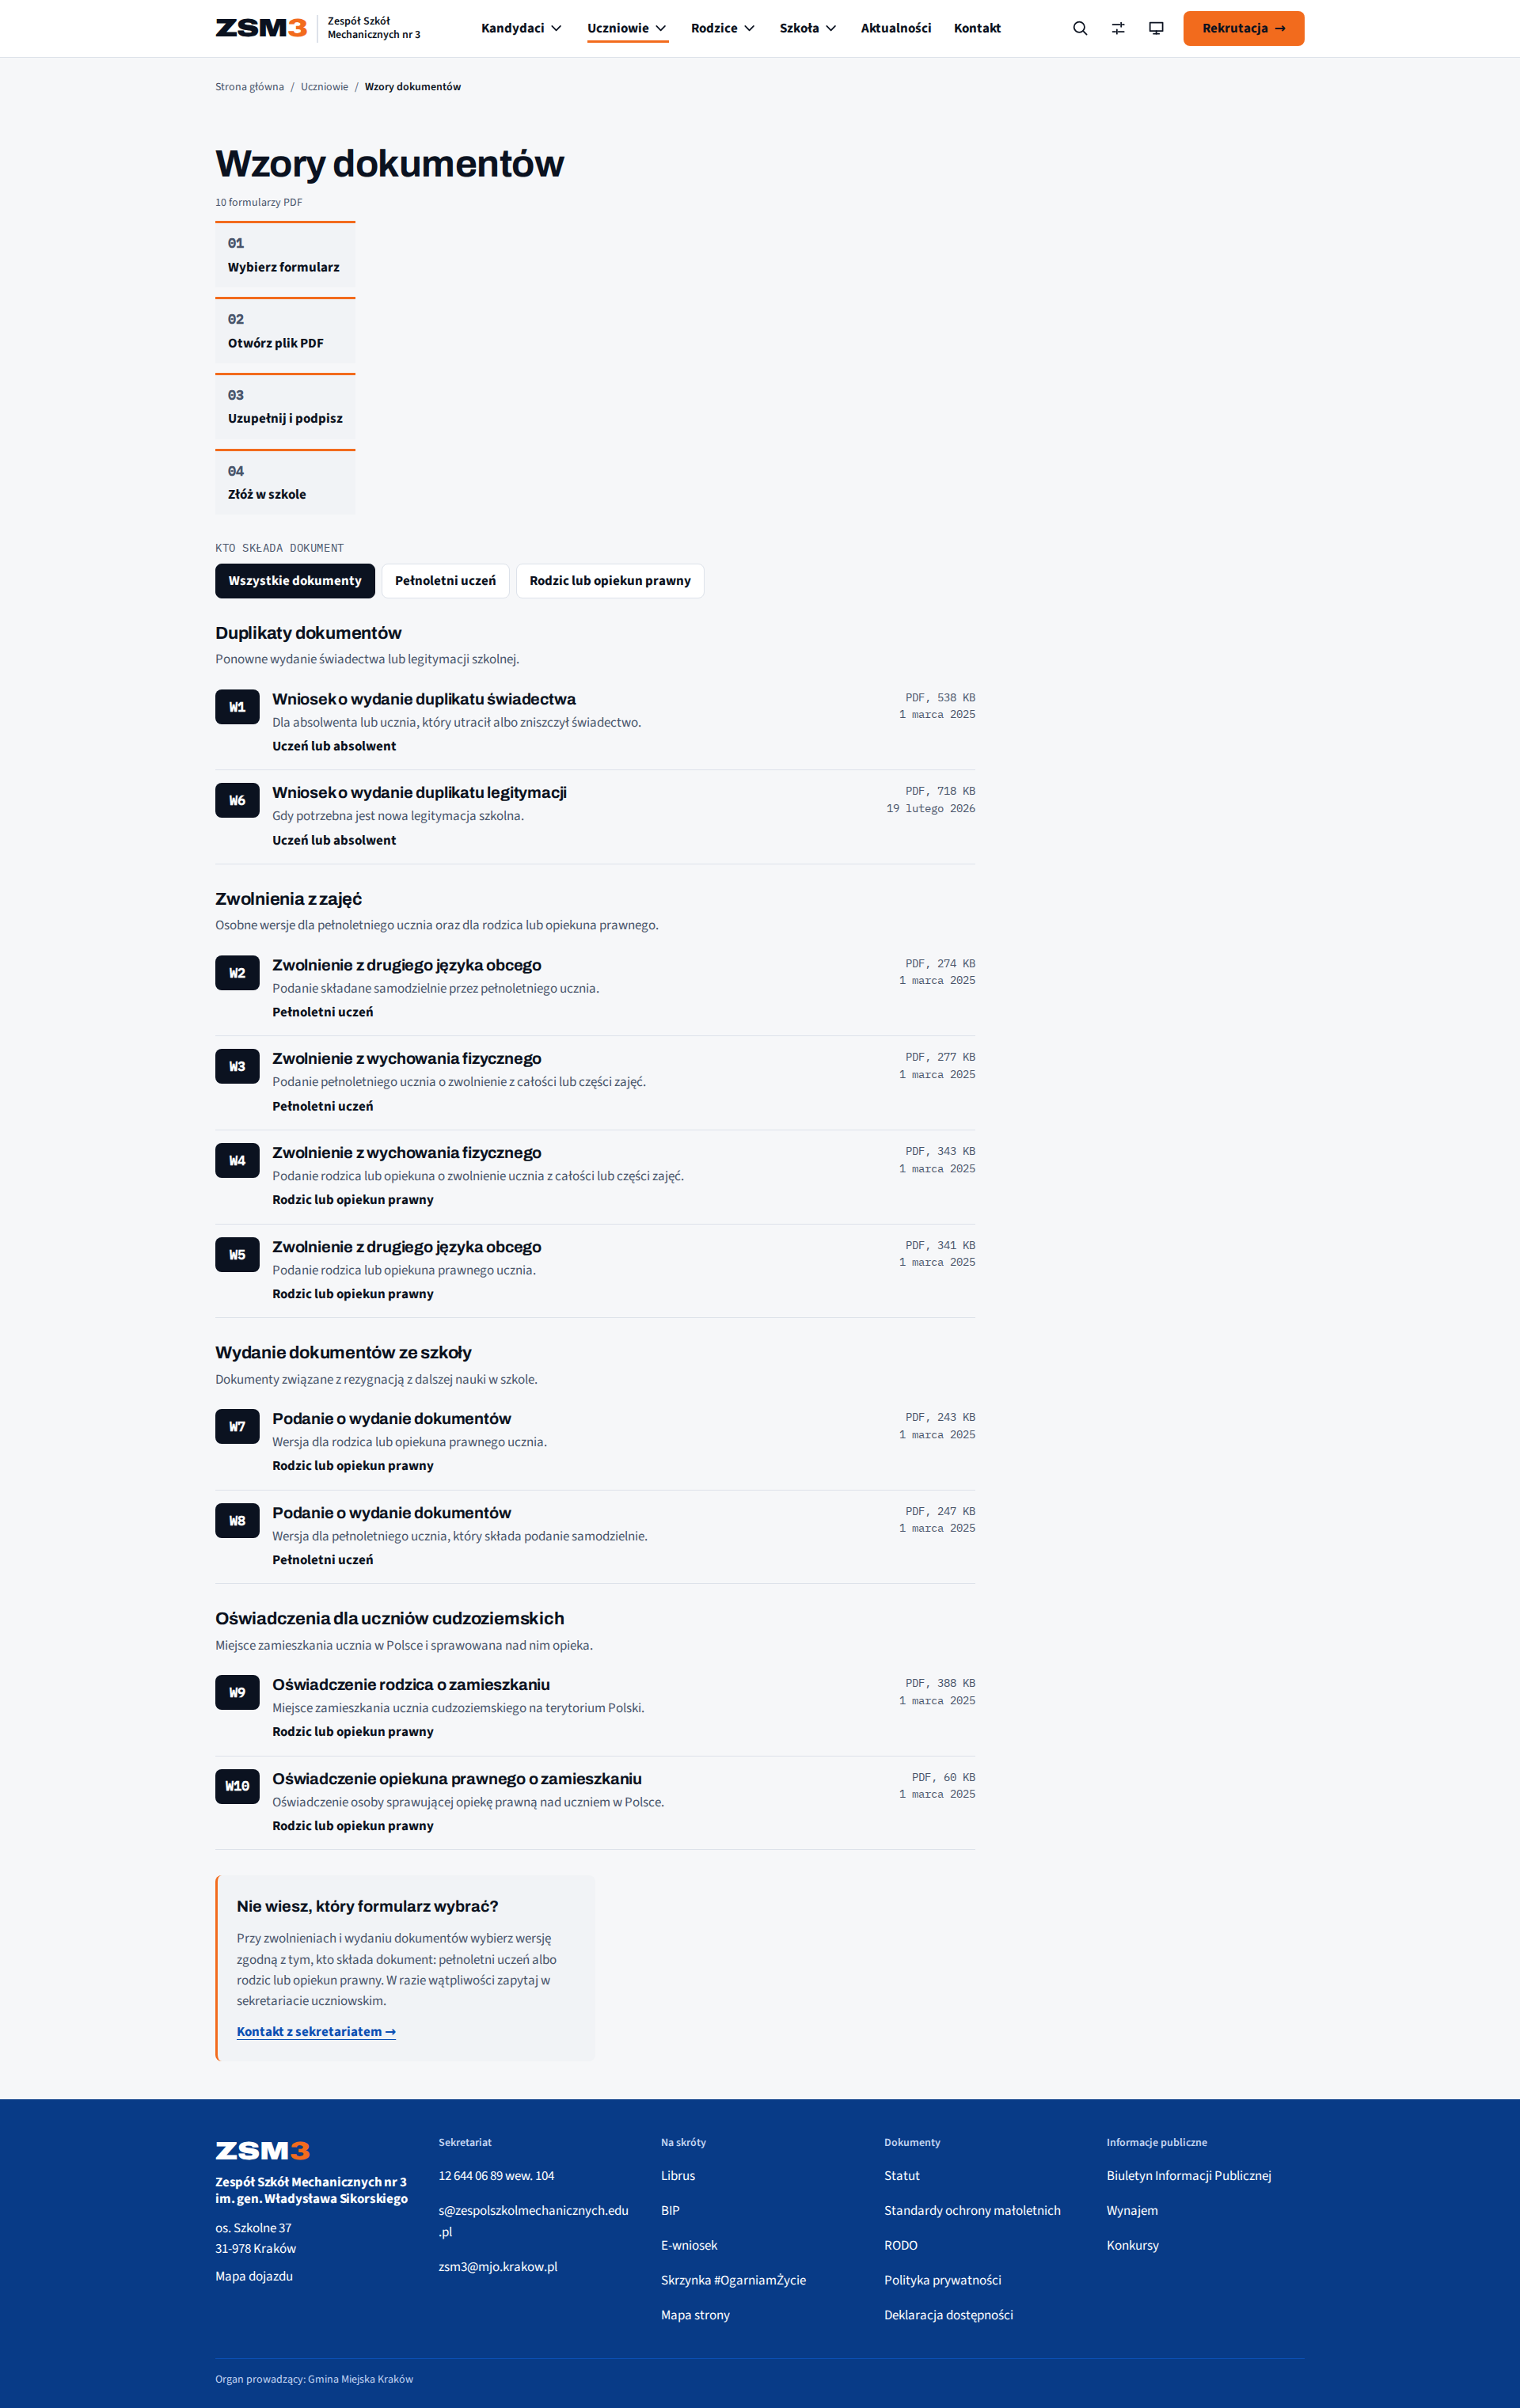 ZSM3
Zespół Szkół
Mechanicznych nr 3
Kandydaci
Uczniowie
Rodzice
Szkoła
Aktualności
Kontakt
Rekrutacja →
Strona główna / Uczniowie / Wzory dokumentów
Wzory dokumentów
10 formularzy PDF
01
Wybierz formularz
02
Otwórz plik PDF
03
Uzupełnij i podpisz
04
Złóż w szkole
KTO SKŁADA DOKUMENT
Wszystkie dokumenty
Pełnoletni uczeń
Rodzic lub opiekun prawny
Duplikaty dokumentów
Ponowne wydanie świadectwa lub legitymacji szkolnej.
W1
Wniosek o wydanie duplikatu świadectwa
Dla absolwenta lub ucznia, który utracił albo zniszczył świadectwo.
Uczeń lub absolwent
PDF, 538 KB
1 marca 2025
W6
Wniosek o wydanie duplikatu legitymacji
Gdy potrzebna jest nowa legitymacja szkolna.
Uczeń lub absolwent
PDF, 718 KB
19 lutego 2026
Zwolnienia z zajęć
Osobne wersje dla pełnoletniego ucznia oraz dla rodzica lub opiekuna prawnego.
W2
Zwolnienie z drugiego języka obcego
Podanie składane samodzielnie przez pełnoletniego ucznia.
Pełnoletni uczeń
PDF, 274 KB
1 marca 2025
W3
Zwolnienie z wychowania fizycznego
Podanie pełnoletniego ucznia o zwolnienie z całości lub części zajęć.
Pełnoletni uczeń
PDF, 277 KB
1 marca 2025
W4
Zwolnienie z wychowania fizycznego
Podanie rodzica lub opiekuna o zwolnienie ucznia z całości lub części zajęć.
Rodzic lub opiekun prawny
PDF, 343 KB
1 marca 2025
W5
Zwolnienie z drugiego języka obcego
Podanie rodzica lub opiekuna prawnego ucznia.
Rodzic lub opiekun prawny
PDF, 341 KB
1 marca 2025
Wydanie dokumentów ze szkoły
Dokumenty związane z rezygnacją z dalszej nauki w szkole.
W7
Podanie o wydanie dokumentów
Wersja dla rodzica lub opiekuna prawnego ucznia.
Rodzic lub opiekun prawny
PDF, 243 KB
1 marca 2025
W8
Podanie o wydanie dokumentów
Wersja dla pełnoletniego ucznia, który składa podanie samodzielnie.
Pełnoletni uczeń
PDF, 247 KB
1 marca 2025
Oświadczenia dla uczniów cudzoziemskich
Miejsce zamieszkania ucznia w Polsce i sprawowana nad nim opieka.
W9
Oświadczenie rodzica o zamieszkaniu
Miejsce zamieszkania ucznia cudzoziemskiego na terytorium Polski.
Rodzic lub opiekun prawny
PDF, 388 KB
1 marca 2025
W10
Oświadczenie opiekuna prawnego o zamieszkaniu
Oświadczenie osoby sprawującej opiekę prawną nad uczniem w Polsce.
Rodzic lub opiekun prawny
PDF, 60 KB
1 marca 2025
Nie wiesz, który formularz wybrać?
Przy zwolnieniach i wydaniu dokumentów wybierz wersję
zgodną z tym, kto składa dokument: pełnoletni uczeń albo
rodzic lub opiekun prawny. W razie wątpliwości zapytaj w
sekretariacie uczniowskim.
Kontakt z sekretariatem →
ZSM3
Zespół Szkół Mechanicznych nr 3
im. gen. Władysława Sikorskiego
os. Szkolne 37
31-978 Kraków
Mapa dojazdu
Sekretariat
12 644 06 89 wew. 104
s@zespolszkolmechanicznych.edu
.pl
zsm3@mjo.krakow.pl
Na skróty
Librus
BIP
E-wniosek
Skrzynka #OgarniamŻycie
Mapa strony
Dokumenty
Statut
Standardy ochrony małoletnich
RODO
Polityka prywatności
Deklaracja dostępności
Informacje publiczne
Biuletyn Informacji Publicznej
Wynajem
Konkursy
Organ prowadzący: Gmina Miejska Kraków